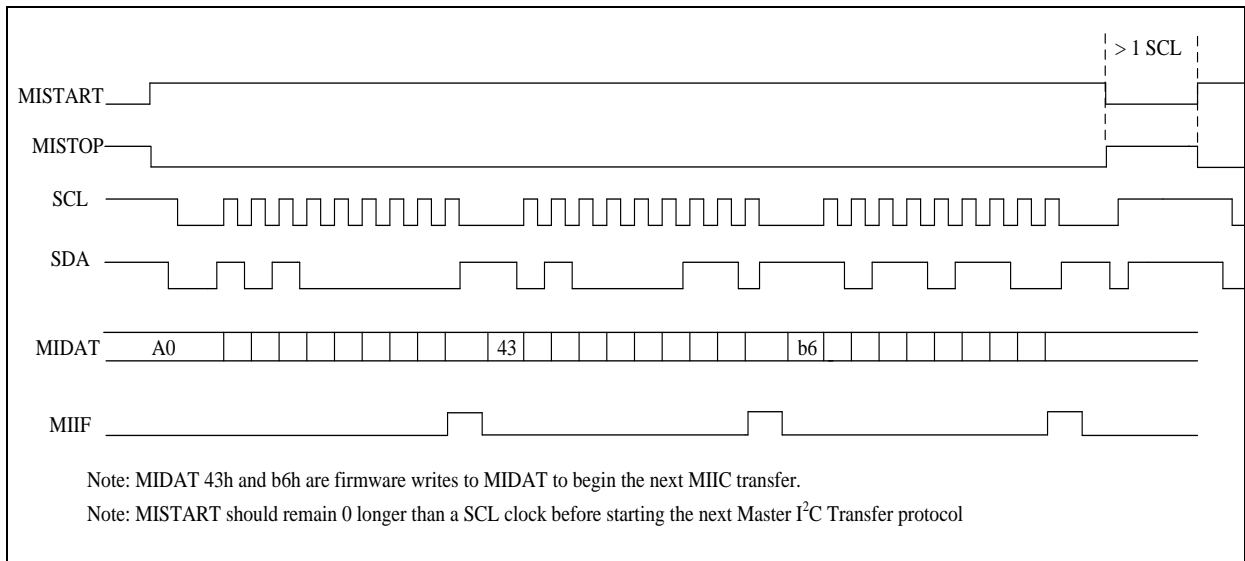 > 1 SCL
MISTART
MISTOP
SCL
SDA
MIDAT A0 43 b6
MIIF
Note: MIDAT 43h and b6h are firmware writes to MIDAT to begin the next MIIC transfer.
Note: MISTART should remain 0 longer than a SCL clock before starting the next Master I²C Transfer protocol